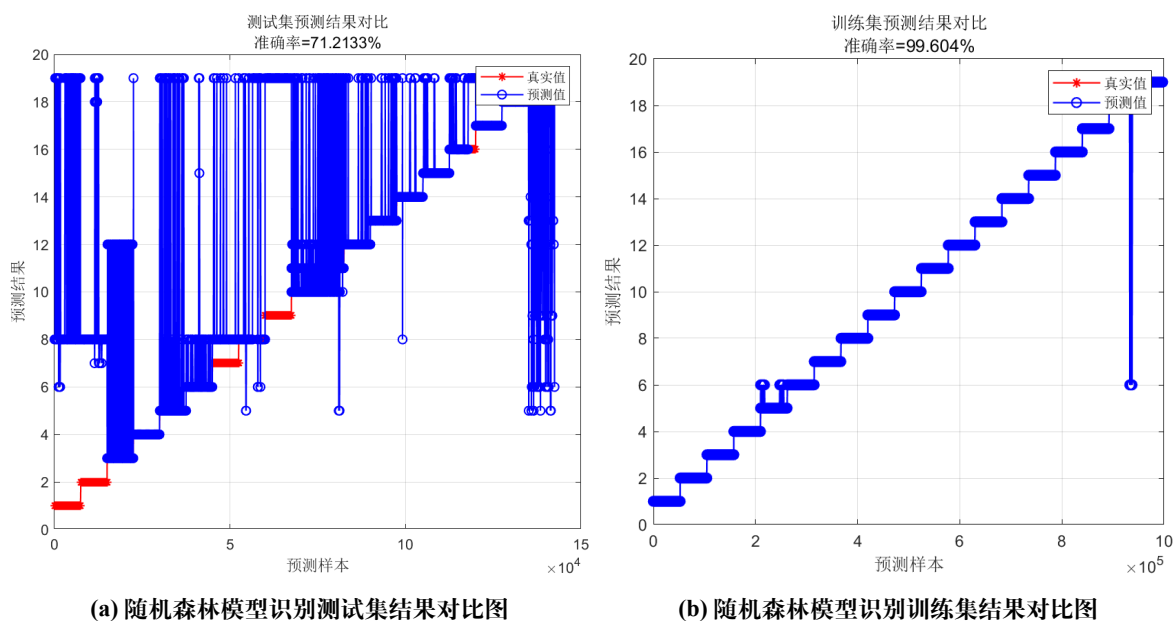 测试集预测结果对比
准确率=71.2133%
20
18
16
14
12
10
8
6
4
2
0
预测结果
真实值
预测值
0
5
10
15
×10⁴
预测样本
(a) 随机森林模型识别测试集结果对比图
训练集预测结果对比
准确率=99.604%
20
18
16
14
12
10
8
6
4
2
0
预测结果
真实值
预测值
0
2
4
6
8
10
×10⁵
预测样本
(b) 随机森林模型识别训练集结果对比图